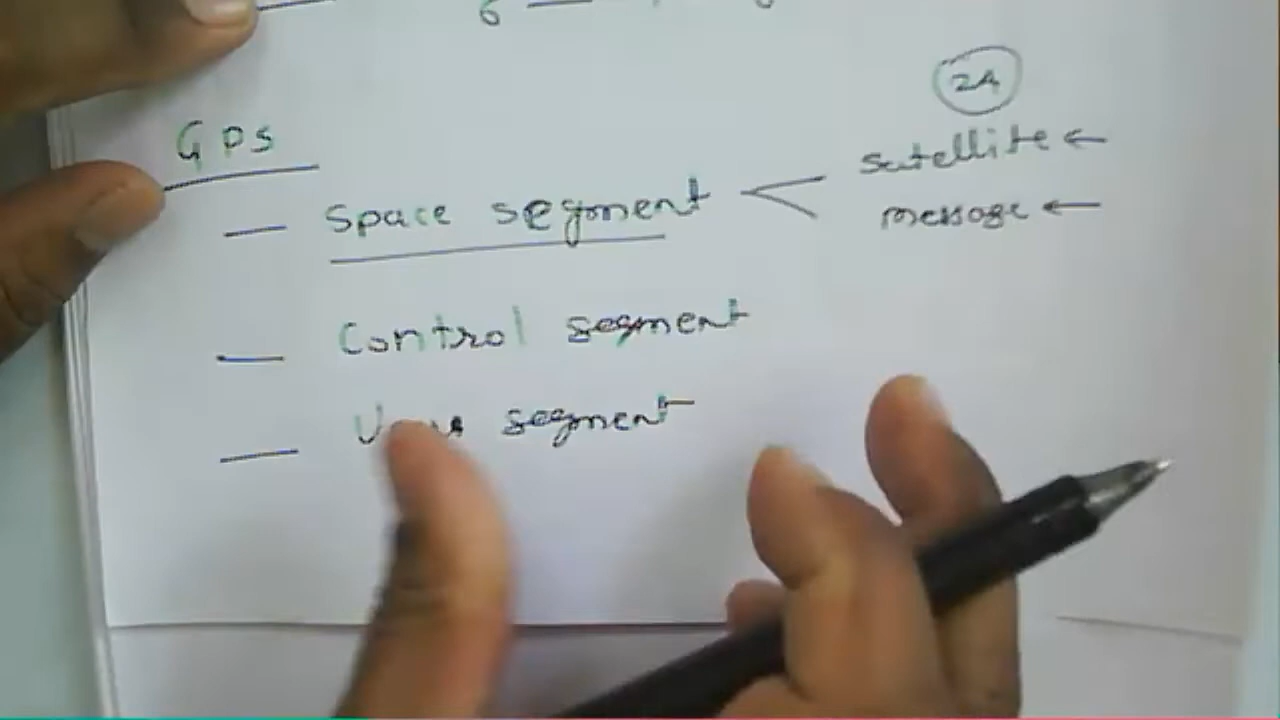 24
GPS
satellite ←
— Space segment <
message ←
— Control segment
— segment